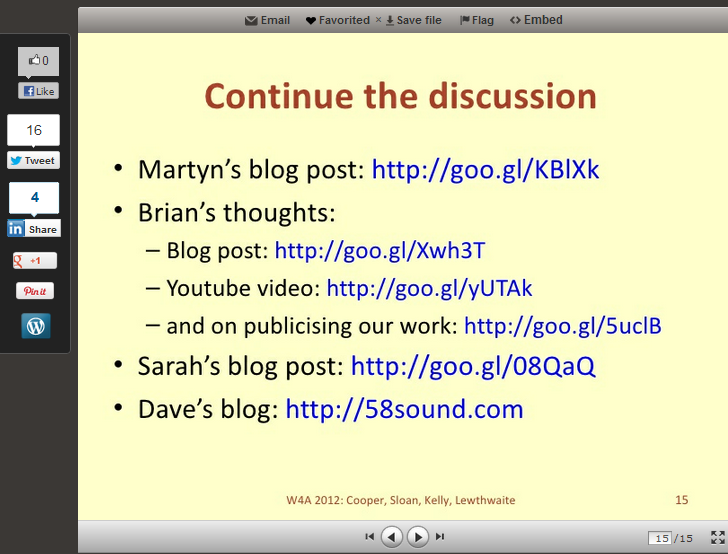 Email Favorited × Save file Flag <> Embed
0
Like
16
Tweet
4
in Share
g +1
Pin it
W
Continue the discussion
• Martyn's blog post: http://goo.gl/KBlXk
• Brian's thoughts:
– Blog post: http://goo.gl/Xwh3T
– Youtube video: http://goo.gl/yUTAk
– and on publicising our work: http://goo.gl/5uclB
• Sarah's blog post: http://goo.gl/08QaQ
• Dave's blog: http://58sound.com
W4A 2012: Cooper, Sloan, Kelly, Lewthwaite 15
15 /15